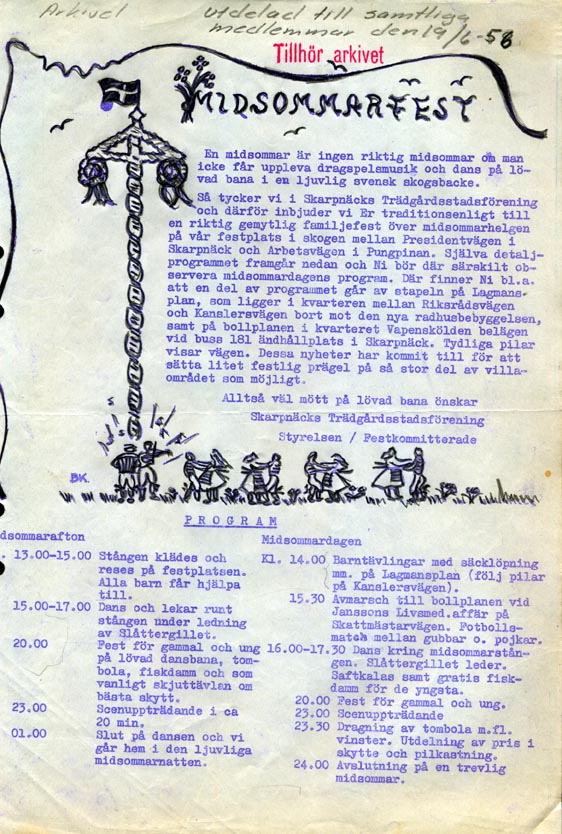 Arkivet
utdelad till samtliga
medlemmar den 19/6-58
Tillhör arkivet
MIDSOMMARFEST
En midsommar är ingen riktig midsommar om man
icke får uppleva dragspelsmusik och dans på lö-
vad bana i en ljuvlig svensk skogsbacke.
Så tycker vi i Skarpnäcks Trädgårdsstadsförening
och därför inbjuder vi Er traditionsenligt till
en riktig gemytlig familjefest över midsommarhelgen
på vår festplats i skogen mellan Presidentvägen i
Skarpnäck och Arbetsvägen i Pungpinan. Själva detalj-
programmet framgår nedan och Ni bör där särskilt ob-
servera midsommardagens program. Där finner Ni bl.a.
att en del av programmet går av stapeln på Lagmans-
plan, som ligger i kvarteren mellan Riksrådsvägen
och Kanslersvägen bort mot den nya radhusbebyggelsen,
samt på bollplanen i kvarteret Vapenskölden belägen
vid buss 181 ändhållplats i Skarpnäck. Tydliga pilar
visar vägen. Dessa nyheter har kommit till för att
sätta litet festlig prägel på så stor del av villa-
området som möjligt.
Alltså väl mött på lövad bana önskar
Skarpnäcks Trädgårdsstadsförening
Styrelsen / Festkommitterade
BK.
PROGRAM
dsommarafton
. 13.00-15.00 Stången klädes och
reses på festplatsen.
Alla barn får hjälpa
till.
15.00-17.00 Dans och lekar runt
stången under ledning
av Slåttergillet.
20.00 Fest för gammal och ung
på lövad dansbana, tom-
bola, fiskdamm och som
vanligt skjuttävlan om
bästa skytt.
23.00 Scenuppträdande i ca
20 min.
01.00 Slut på dansen och vi
går hem i den ljuvliga
midsommarnatten.
Midsommardagen
Kl. 14.00 Barntävlingar med säcklöpning
mm. på Lagmansplan (följ pilar
på Kanslersvägen).
15.30 Avmarsch till bollplanen vid
Janssons Livsmed.affär på
Skattmästarvägen. Fotbolls-
match mellan gubbar o. pojkar.
16.00-17.30 Dans kring midsommarstån-
gen. Slåttergillet leder.
Saftkalas samt gratis fisk-
damm för de yngsta.
20.00 Fest för gammal och ung.
23.00 Scenuppträdande
23.30 Dragning av tombola m.fl.
vinster. Utdelning av pris i
skytte och pilkastning.
24.00 Avslutning på en trevlig
midsommar.